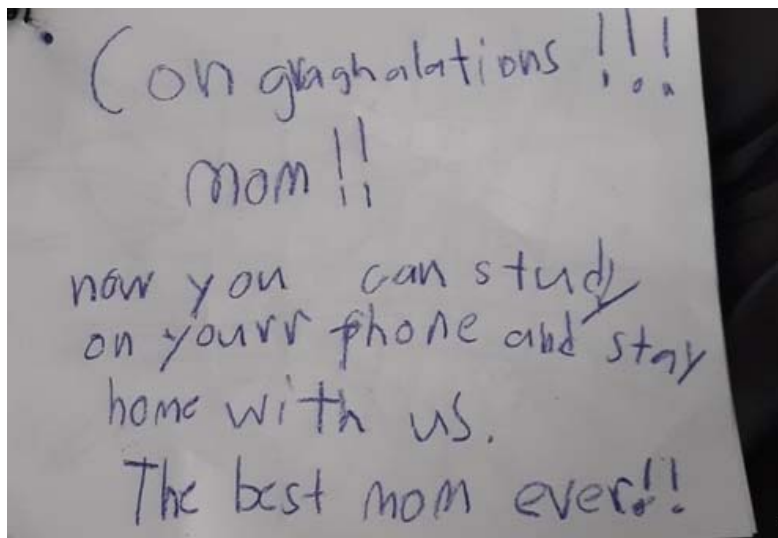 Congraghalations !!!
mom !!
now you can study
on yourr phone and stay
home with us.
The best mom ever!!